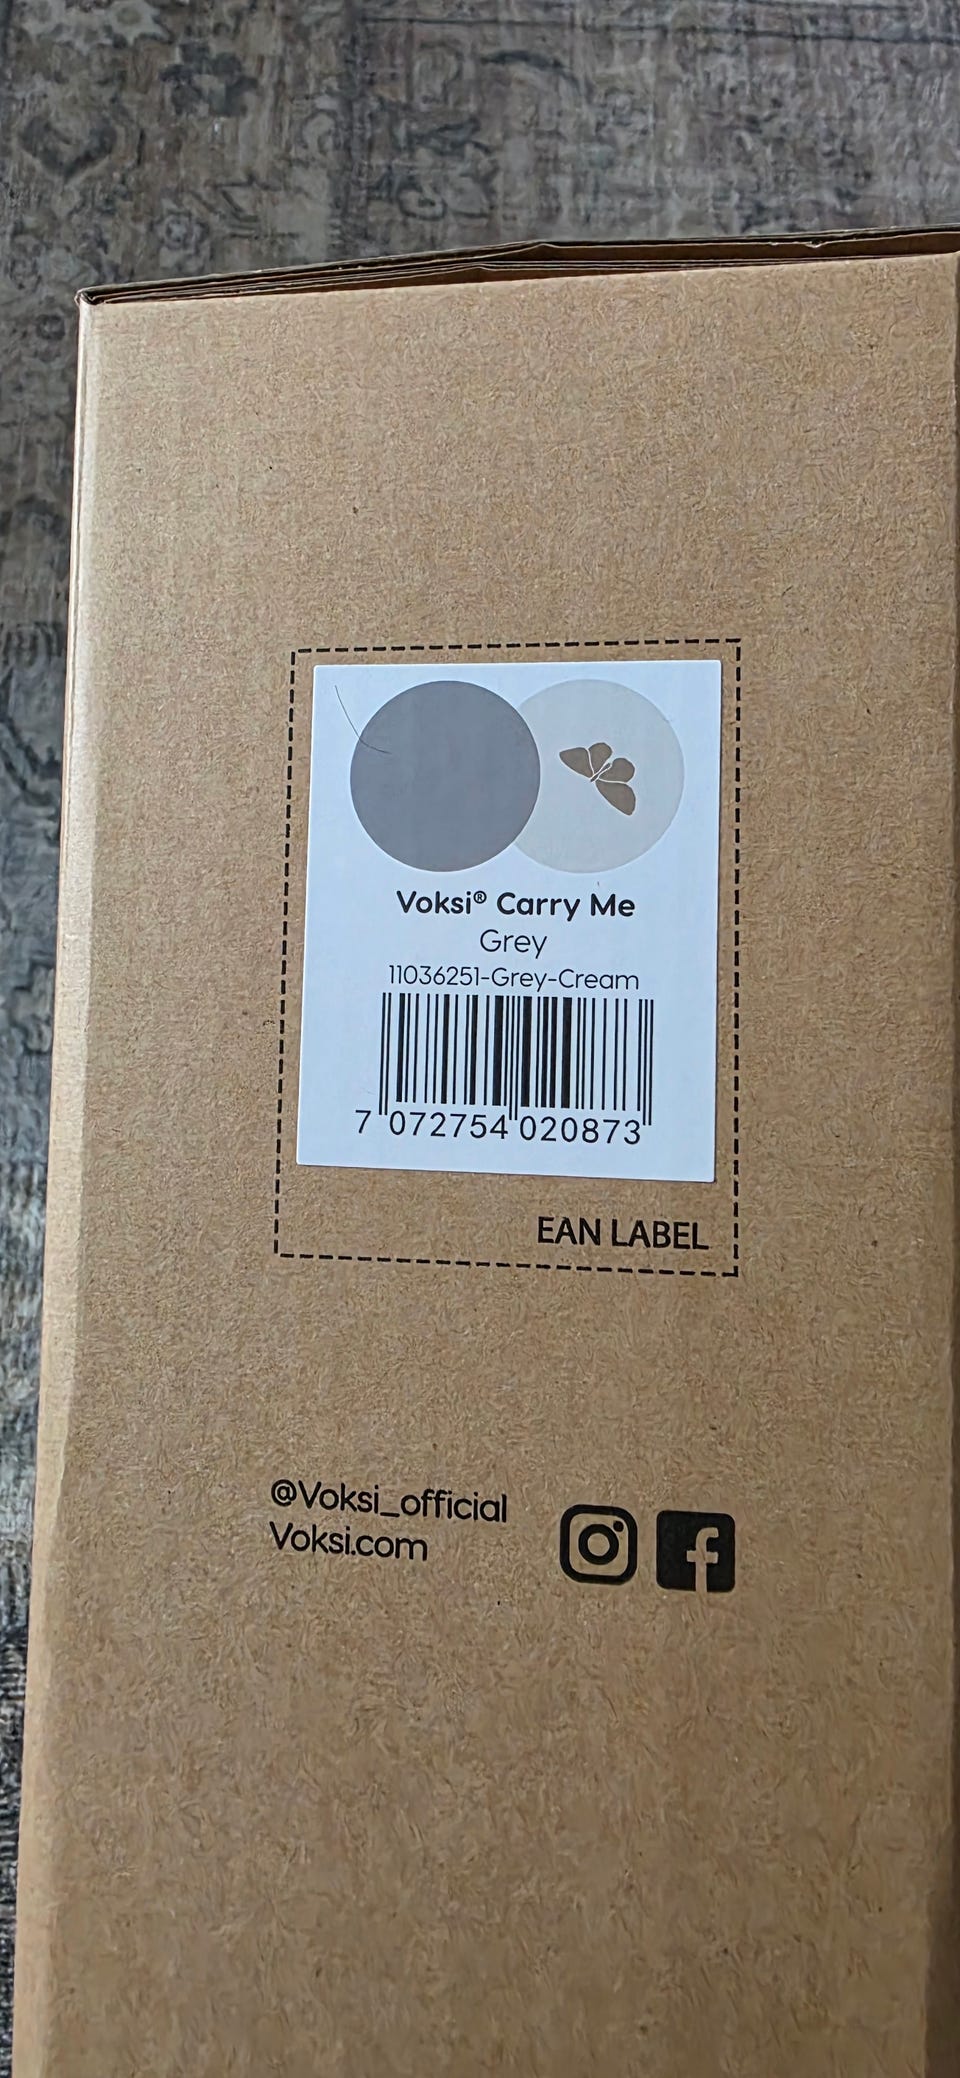 Voksi® Carry Me
Grey
11036251-Grey-Cream
7 072754 020873
EAN LABEL
@Voksi_official
Voksi.com